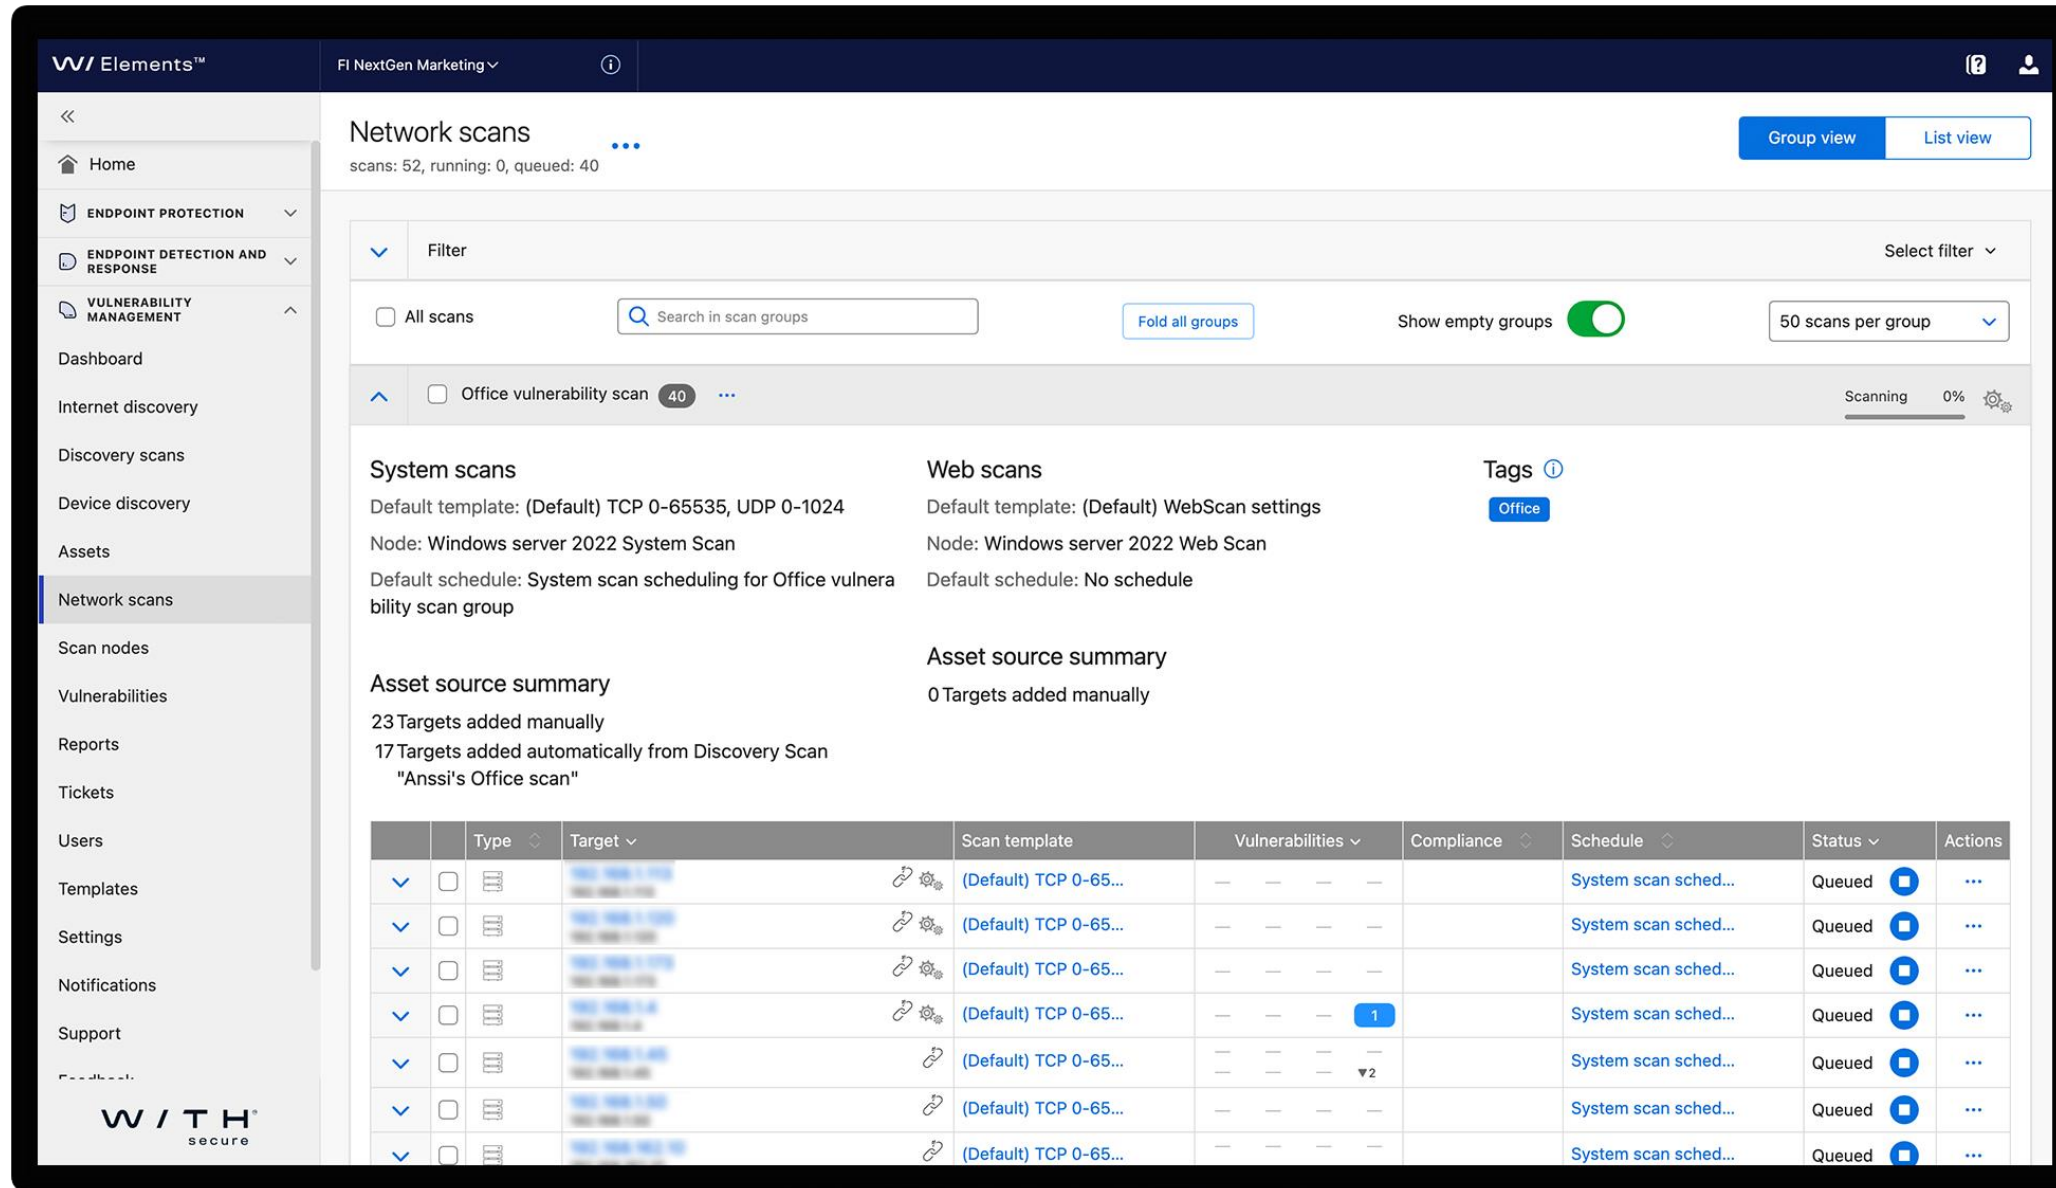 W/ Elements™
FI NextGen Marketing
Network scans
scans: 52, running: 0, queued: 40
Group view
List view
Home
ENDPOINT PROTECTION
ENDPOINT DETECTION AND
RESPONSE
VULNERABILITY
MANAGEMENT
Dashboard
Internet discovery
Discovery scans
Device discovery
Assets
Network scans
Scan nodes
Vulnerabilities
Reports
Tickets
Users
Templates
Settings
Notifications
Support
W / T H®
secure
Filter
Select filter
All scans
Search in scan groups
Fold all groups
Show empty groups
50 scans per group
Office vulnerability scan 40 ...
Scanning 0%
System scans
Default template: (Default) TCP 0-65535, UDP 0-1024
Node: Windows server 2022 System Scan
Default schedule: System scan scheduling for Office vulnera
bility scan group
Asset source summary
23 Targets added manually
17 Targets added automatically from Discovery Scan
"Anssi's Office scan"
Web scans
Default template: (Default) WebScan settings
Node: Windows server 2022 Web Scan
Default schedule: No schedule
Asset source summary
0 Targets added manually
Tags
Office
Type Target Scan template Vulnerabilities Compliance Schedule Status Actions
(Default) TCP 0-65... — — — — System scan sched... Queued ...
(Default) TCP 0-65... — — — — System scan sched... Queued ...
(Default) TCP 0-65... — — — — System scan sched... Queued ...
(Default) TCP 0-65... — — — 1 System scan sched... Queued ...
(Default) TCP 0-65... — — — — System scan sched... Queued ...
— — — ▼2
(Default) TCP 0-65... — — — — System scan sched... Queued ...
(Default) TCP 0-65... — — — — System scan sched... Queued ...